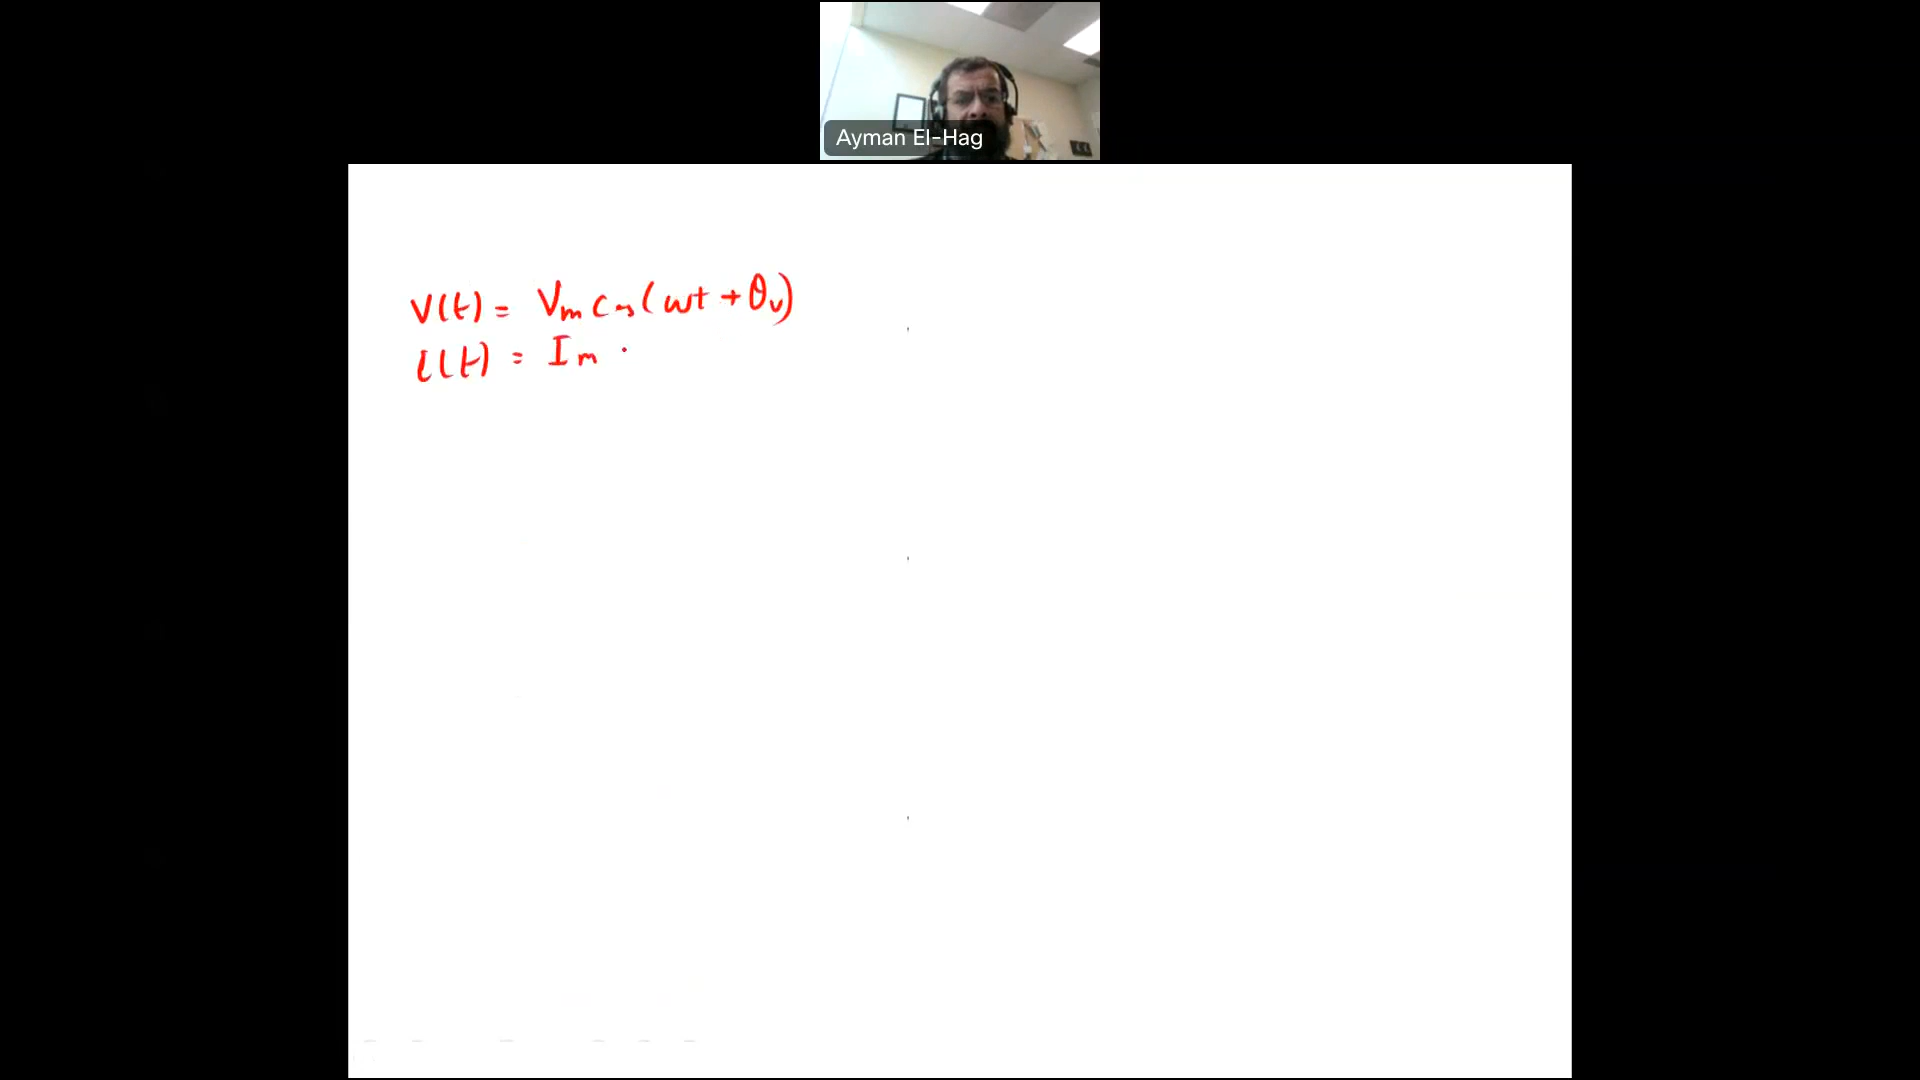 Ayman El-Hag
V(t) = Vm cos(ωt + θv)
i(t) = Im